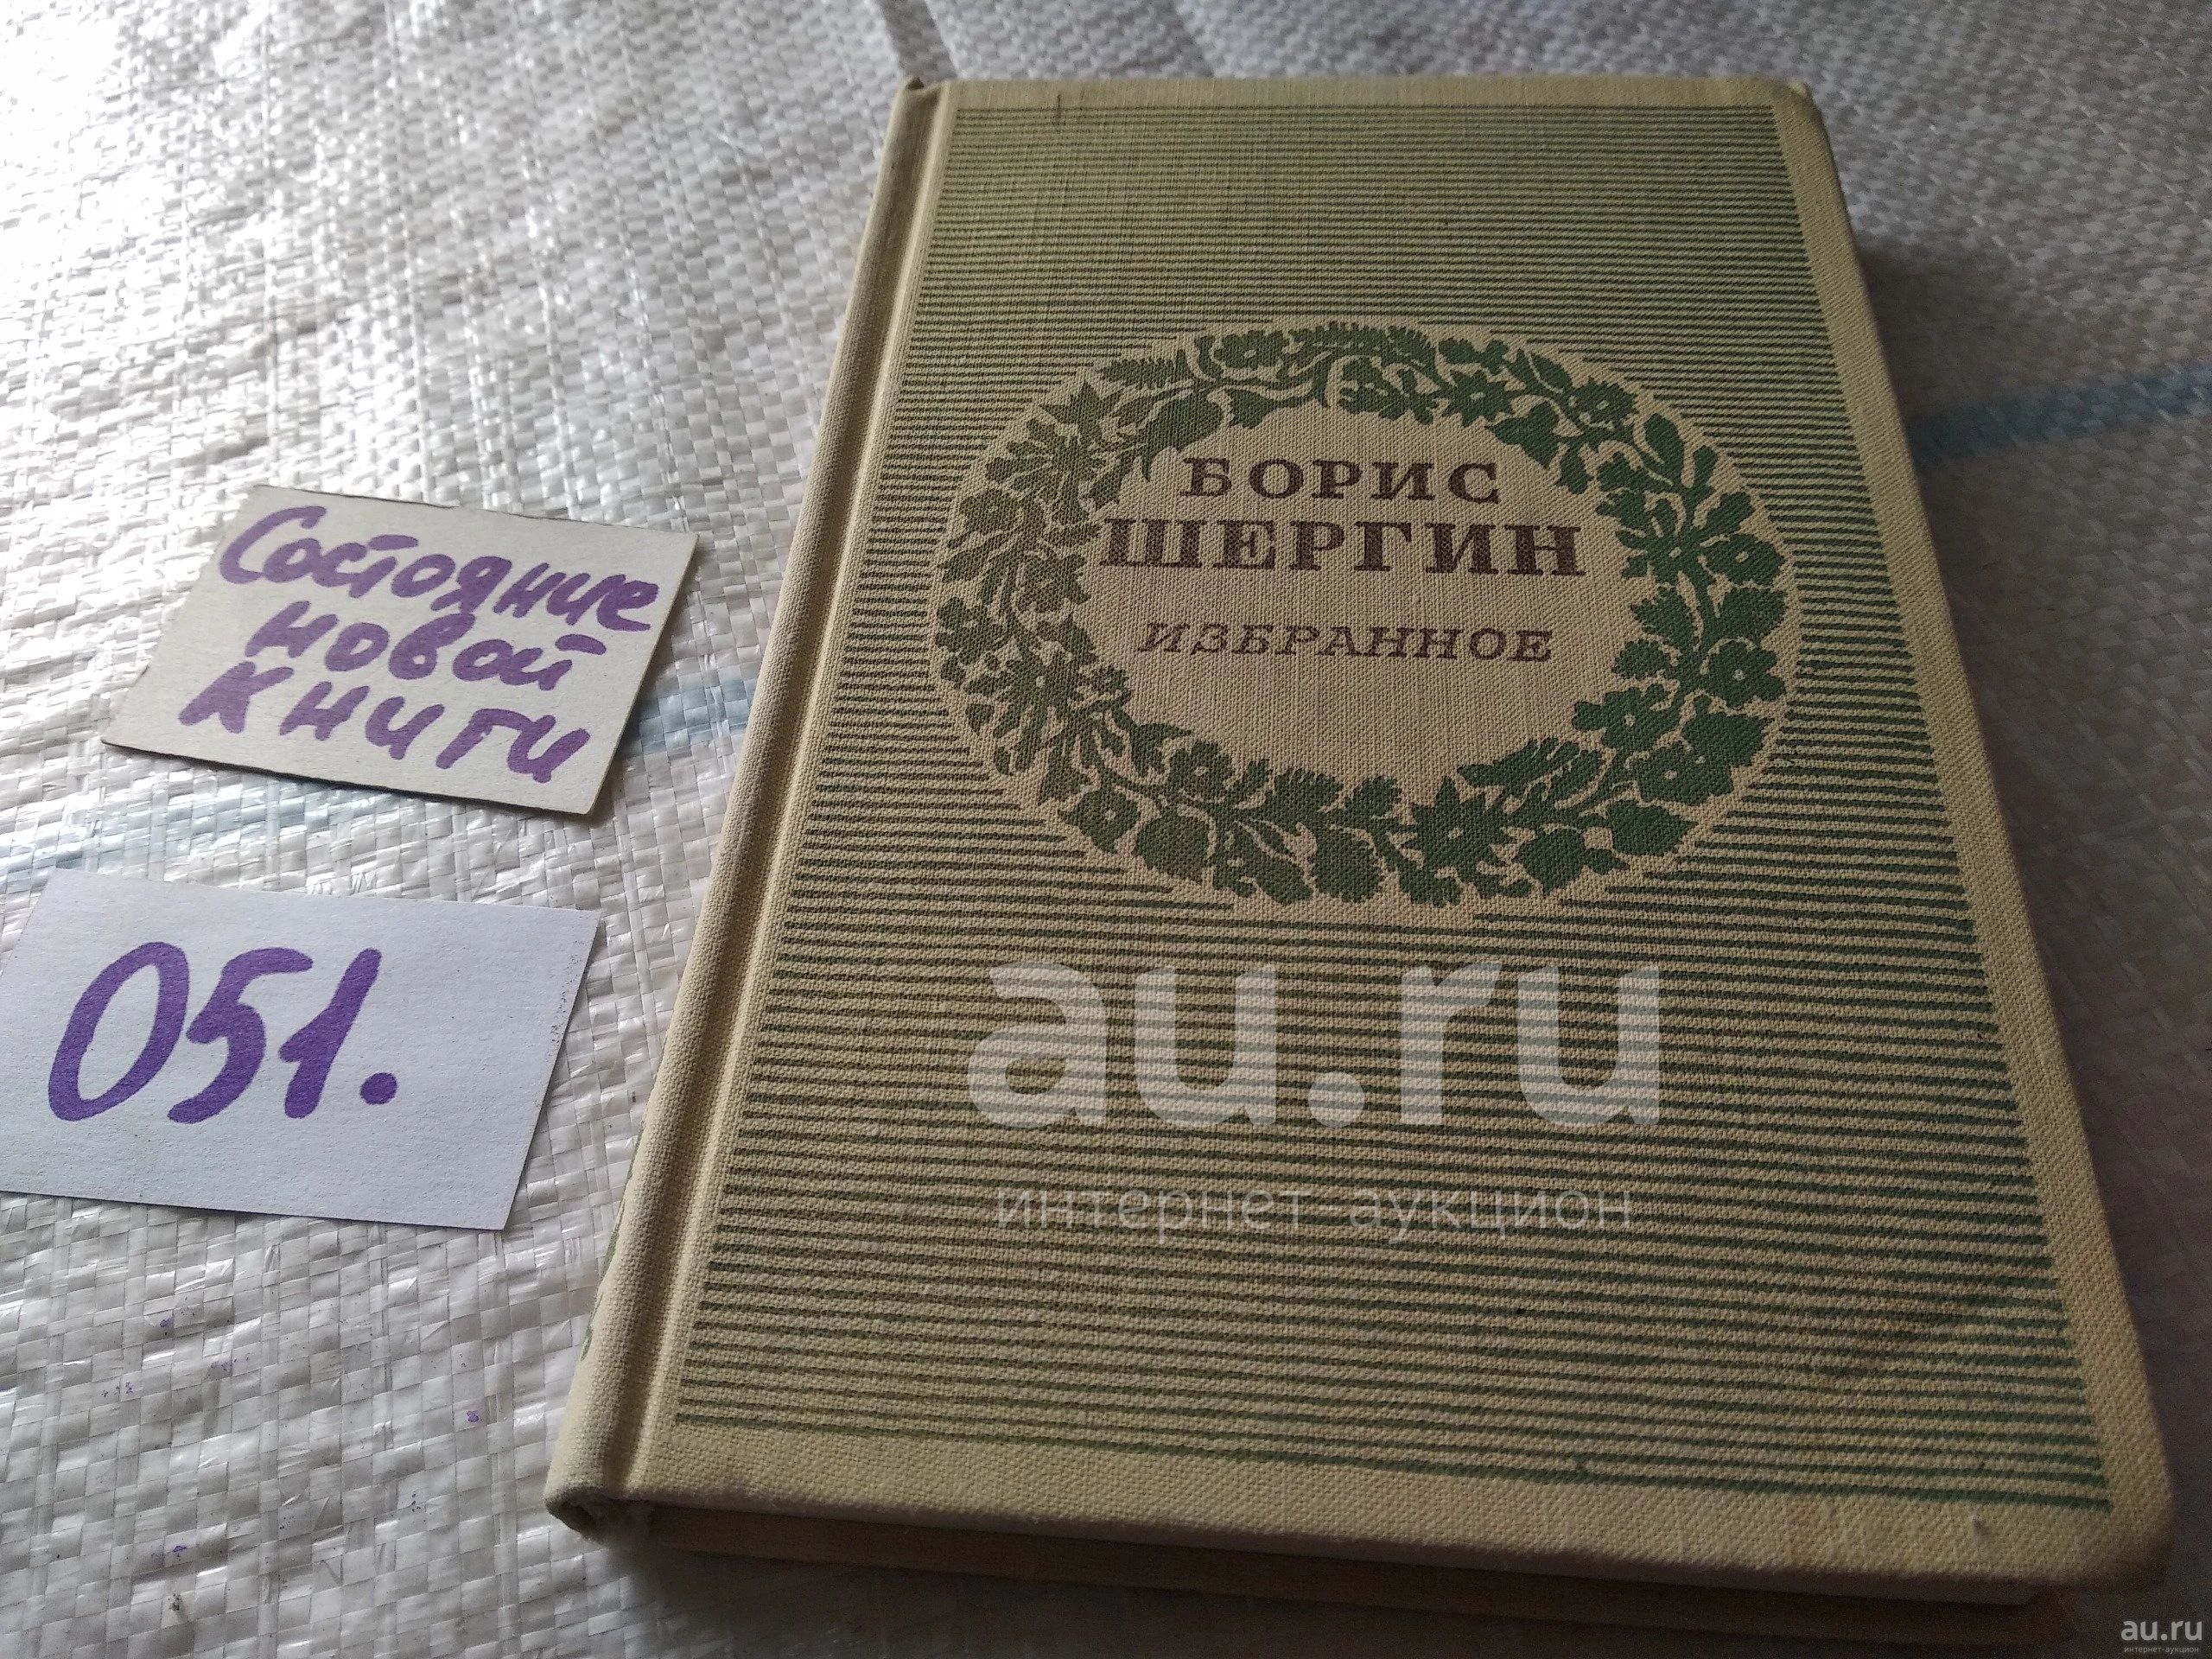 Состояние
новой
книги
051.
БОРИС
ШЕРГИН
ИЗБРАННОЕ
au.ru
интернет-аукцион
au.ru
интернет-аукцион